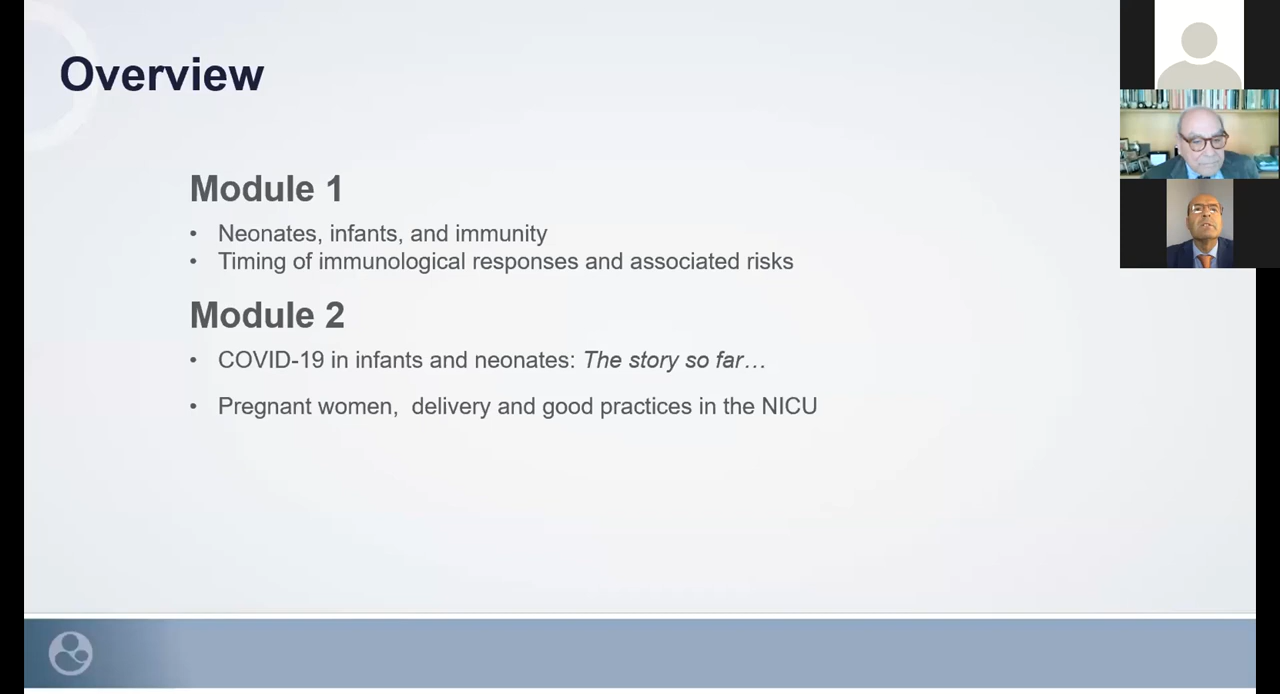 Overview
Module 1
• Neonates, infants, and immunity
• Timing of immunological responses and associated risks
Module 2
• COVID-19 in infants and neonates: The story so far…
• Pregnant women,  delivery and good practices in the NICU